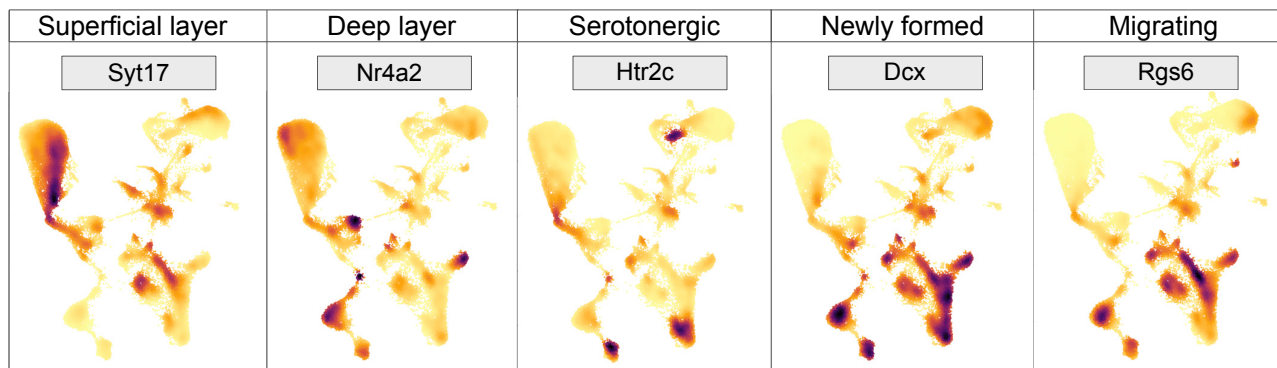 Superficial layer
Deep layer
Serotonergic
Newly formed
Migrating
Syt17
Nr4a2
Htr2c
Dcx
Rgs6